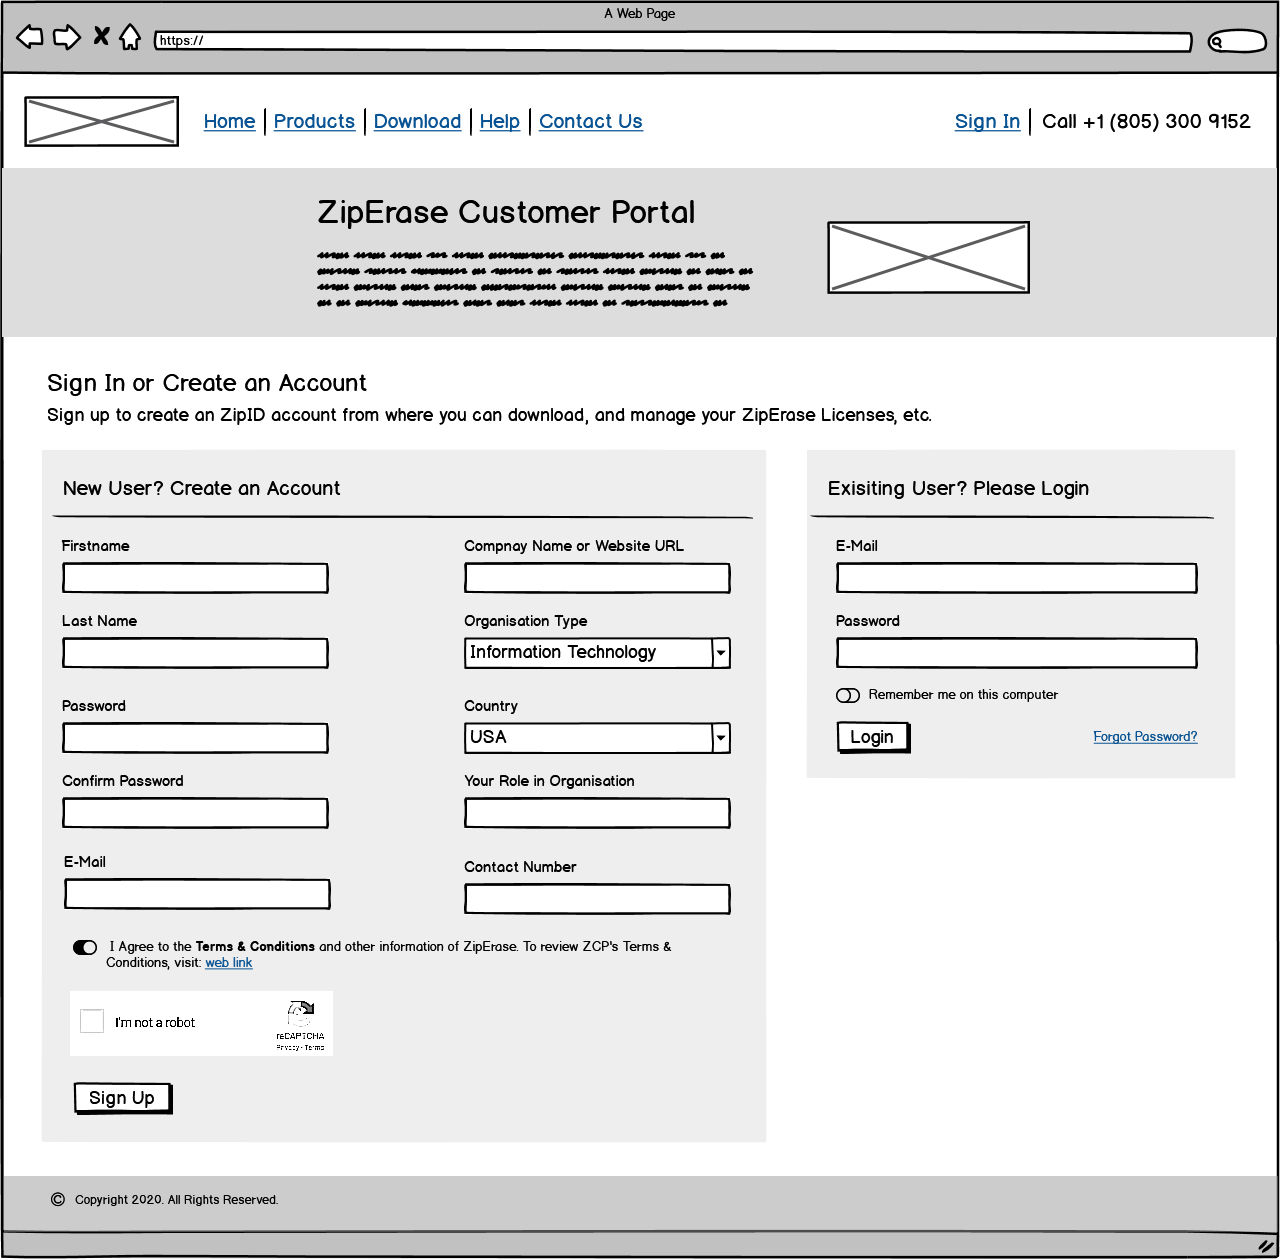 A Web Page
https://
Home
Products
Download
Help
Contact Us
Sign In
Call +1 (805) 300 9152
ZipErase Customer Portal
Sign In or Create an Account
Sign up to create an ZipID account from where you can download, and manage your ZipErase Licenses, etc.
New User? Create an Account
Firstname
Compnay Name or Website URL
Last Name
Organisation Type
Information Technology
Password
Country
USA
Confirm Password
Your Role in Organisation
E-Mail
Contact Number
I Agree to the Terms & Conditions and other information of ZipErase. To review ZCP's Terms &
Conditions, visit: web link
I'm not a robot
reCAPTCHA
Privacy - Terms
Sign Up
Exisiting User? Please Login
E-Mail
Password
Remember me on this computer
Login
Forgot Password?
© Copyright 2020. All Rights Reserved.